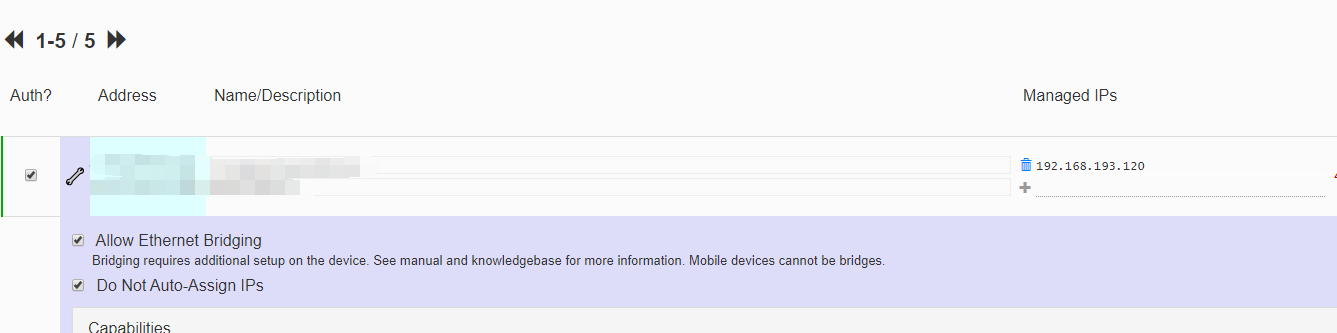 1-5 / 5
Auth? Address Name/Description Managed IPs
192.168.193.120
Allow Ethernet Bridging
Bridging requires additional setup on the device. See manual and knowledgebase for more information. Mobile devices cannot be bridges.
Do Not Auto-Assign IPs
Capabilities